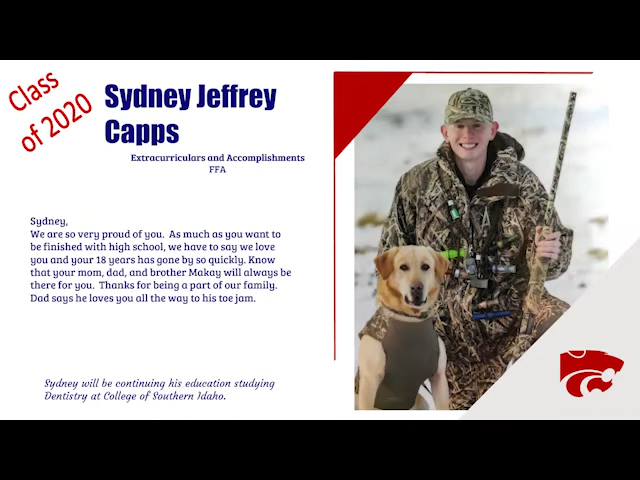 Class
of 2020
Sydney Jeffrey
Capps
Extracurriculars and Accomplishments
FFA
Sydney,
We are so very proud of you.  As much as you want to
be finished with high school, we have to say we love
you and your 18 years has gone by so quickly. Know
that your mom, dad, and brother Makay will always be
there for you.  Thanks for being a part of our family.
Dad says he loves you all the way to his toe jam.
Sydney will be continuing his education studying
Dentistry at College of Southern Idaho.